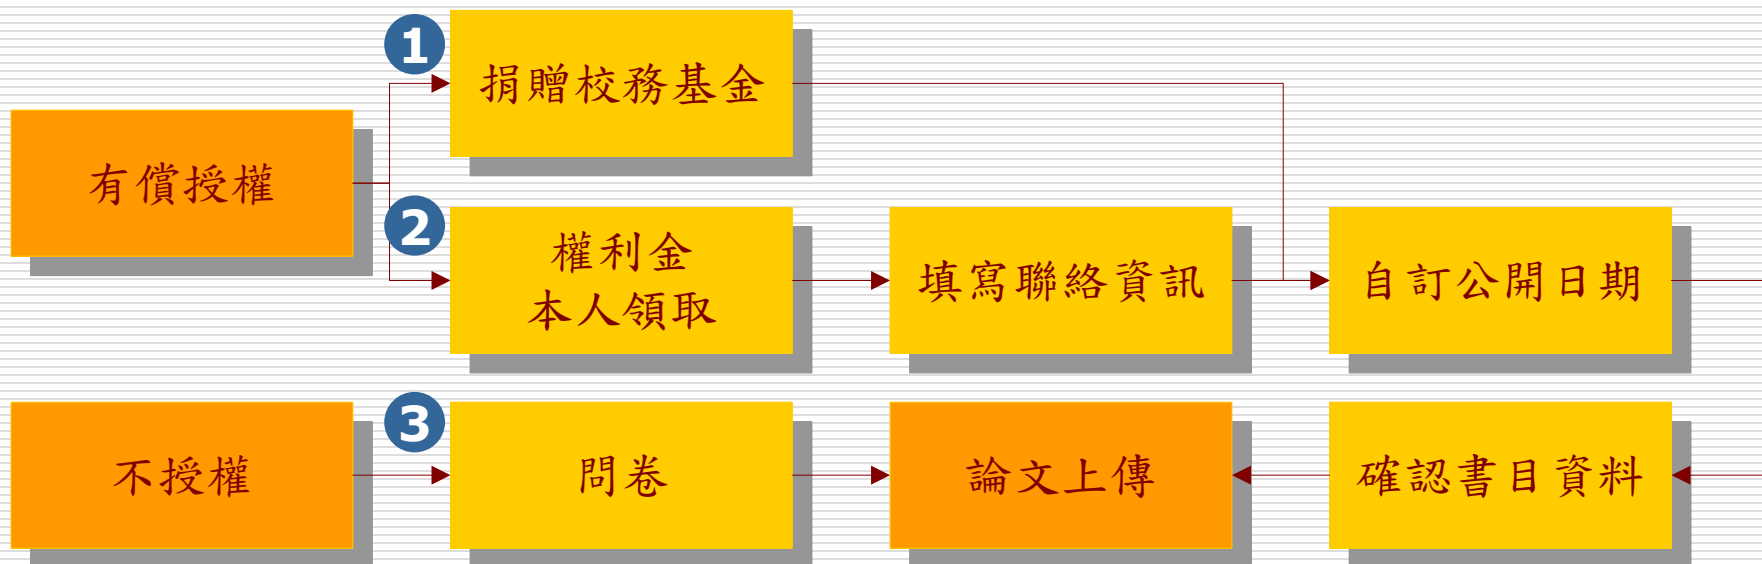 1
捐贈校務基金
有償授權
2
權利金
本人領取
填寫聯絡資訊
自訂公開日期
3
不授權
問卷
論文上傳
確認書目資料